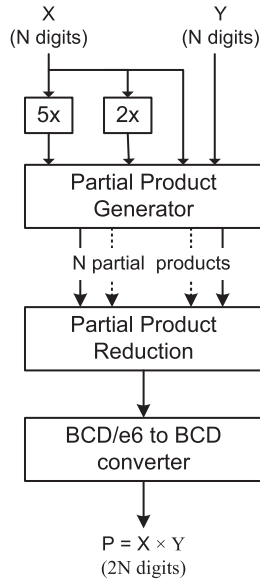 X Y
(N digits) (N digits)
5x 2x
Partial Product
Generator
N partial products
Partial Product
Reduction
BCD/e6 to BCD
converter
P = X × Y
(2N digits)